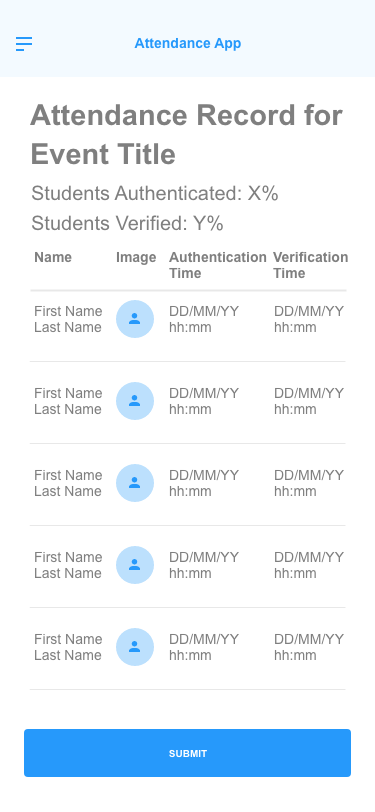 Attendance App
Attendance Record for
Event Title
Students Authenticated: X%
Students Verified: Y%
Name Image Authentication Verification
Time Time
First Name DD/MM/YY DD/MM/YY
Last Name hh:mm hh:mm
First Name DD/MM/YY DD/MM/YY
Last Name hh:mm hh:mm
First Name DD/MM/YY DD/MM/YY
Last Name hh:mm hh:mm
First Name DD/MM/YY DD/MM/YY
Last Name hh:mm hh:mm
First Name DD/MM/YY DD/MM/YY
Last Name hh:mm hh:mm
SUBMIT